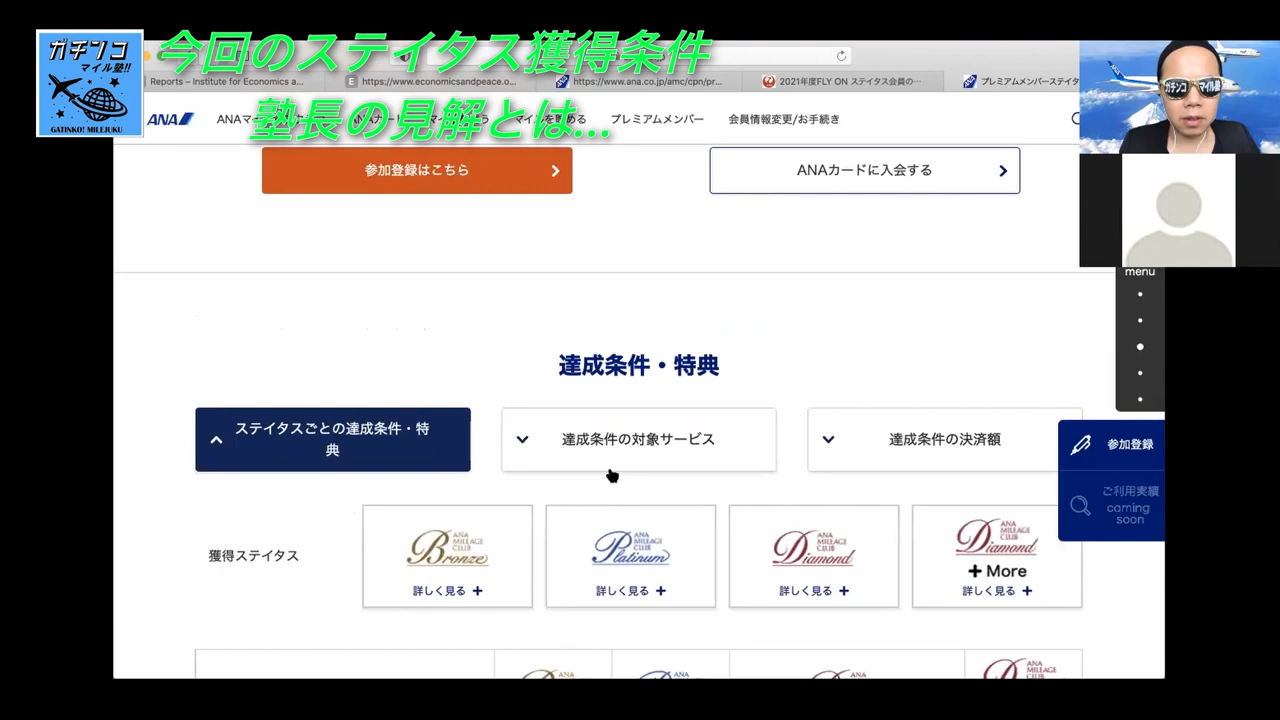 ガチンコ
マイル塾!!
GATINKO! MILEJUKU
今回のステイタス獲得条件
塾長の見解とは...
Reports – Institute for Economics a...
E https://www.economicsandpeace.o...
https://www.ana.co.jp/amc/cpn/pr...
2021年度FLY ON ステイタス会員の…
プレミアムメンバーステイタ
ANA
プレミアムメンバー
会員情報変更/お手続き
ガチンコ マイル塾
参加登録はこちら
ANAカードに入会する
menu
達成条件・特典
ステイタスごとの達成条件・特
典
達成条件の対象サービス
達成条件の決済額
参加登録
ご利用実績
coming
soon
獲得ステイタス
ANA MILEAGE CLUB Bronze
詳しく見る +
ANA MILEAGE CLUB Platinum
詳しく見る +
ANA MILEAGE CLUB Diamond
詳しく見る +
ANA MILEAGE CLUB Diamond
+ More
詳しく見る +
ANA
ANA
ANA
ANA
MILEAGE
CLUB